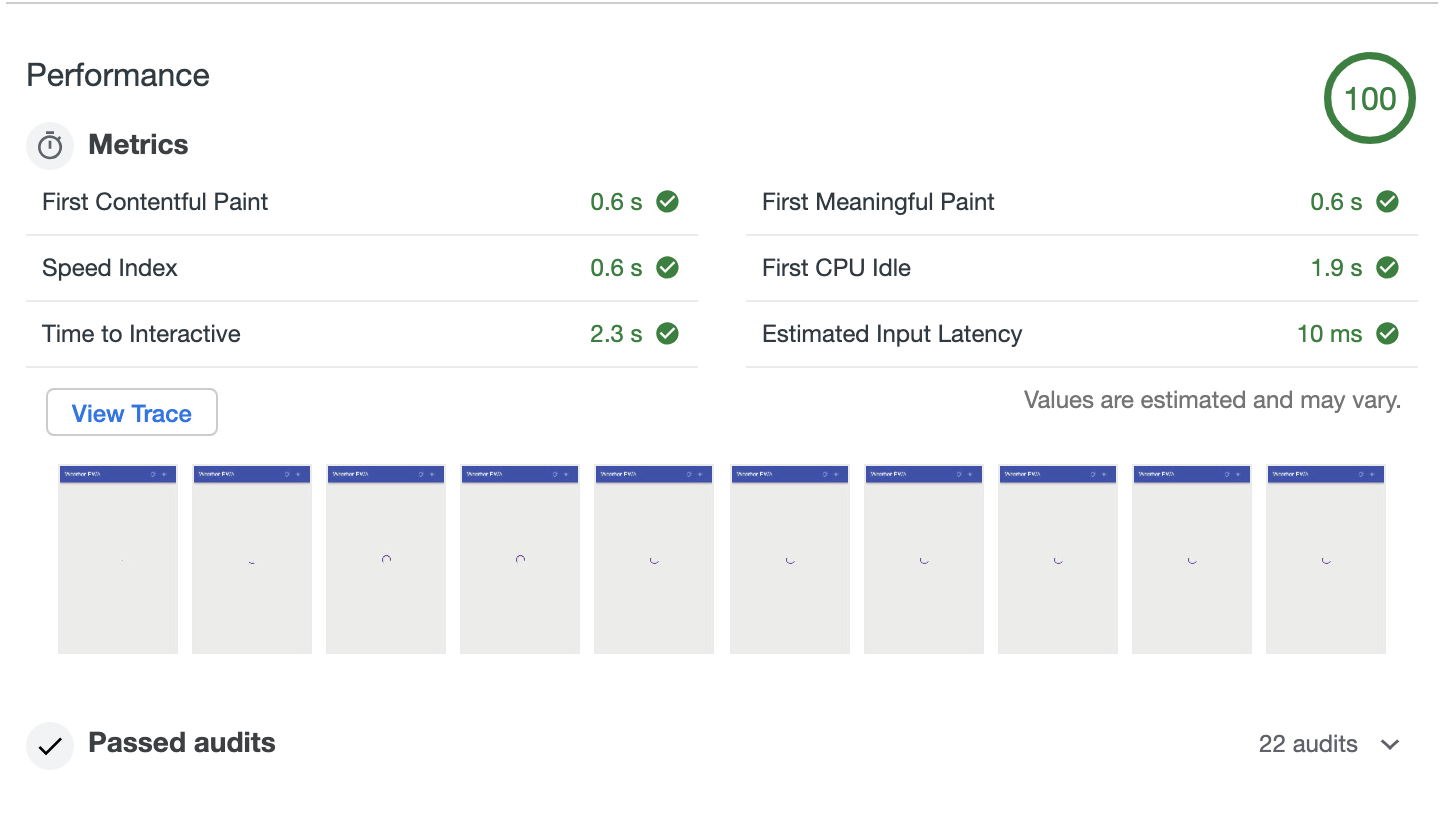 Performance
100
Metrics
First Contentful Paint 0.6 s
First Meaningful Paint 0.6 s
Speed Index 0.6 s
First CPU Idle 1.9 s
Time to Interactive 2.3 s
Estimated Input Latency 10 ms
View Trace
Values are estimated and may vary.
Weather PWA
Weather PWA
Weather PWA
Weather PWA
Weather PWA
Weather PWA
Weather PWA
Weather PWA
Weather PWA
Weather PWA
Passed audits
22 audits